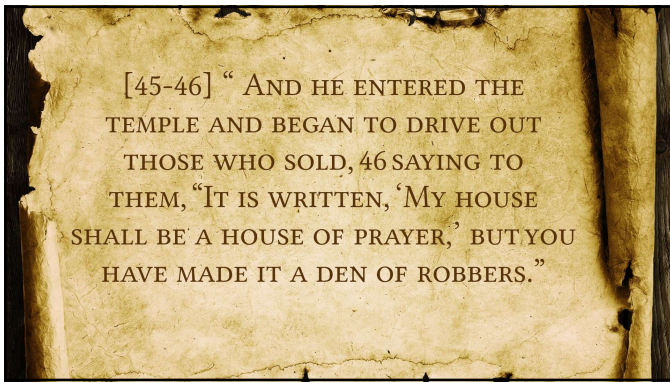 [45-46] “ And he entered the
temple and began to drive out
those who sold, 46 saying to
them, “It is written, ‘My house
shall be a house of prayer,’ but you
have made it a den of robbers.”